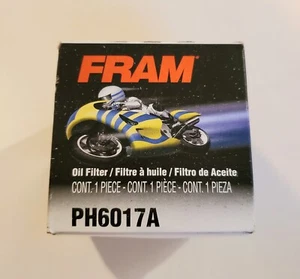 FRAM
Oil Filter / Filtre à huile / Filtro de Aceite
CONT. 1 PIECE - CONT. 1 PIÈCE - CONT. 1 PIEZA
PH6017A